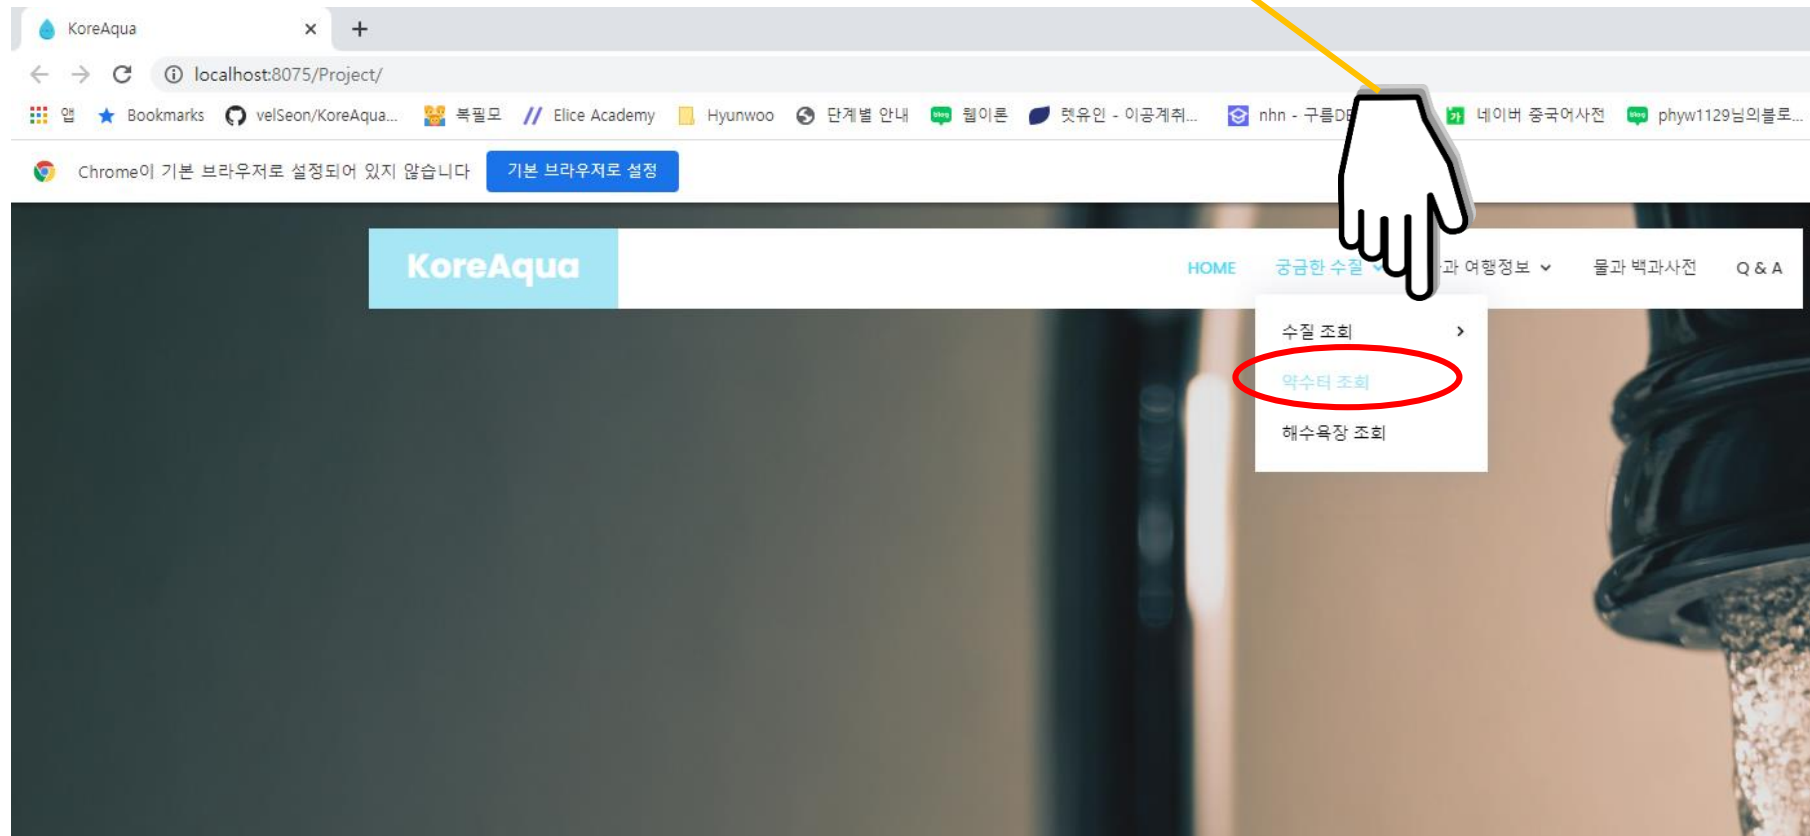 KoreAqua
localhost:8075/Project/
앱 Bookmarks velSeon/KoreAqua... 복필모 Elice Academy Hyunwoo 단계별 안내 웹이론 렛유인 - 이공계취... nhn - 구름DE 네이버 중국어사전 phyw1129님의블로...
Chrome이 기본 브라우저로 설정되어 있지 않습니다 기본 브라우저로 설정
KoreAqua HOME 궁금한 수질 과 여행정보 물과 백과사전 Q & A
수질 조회
약수터 조회
해수욕장 조회